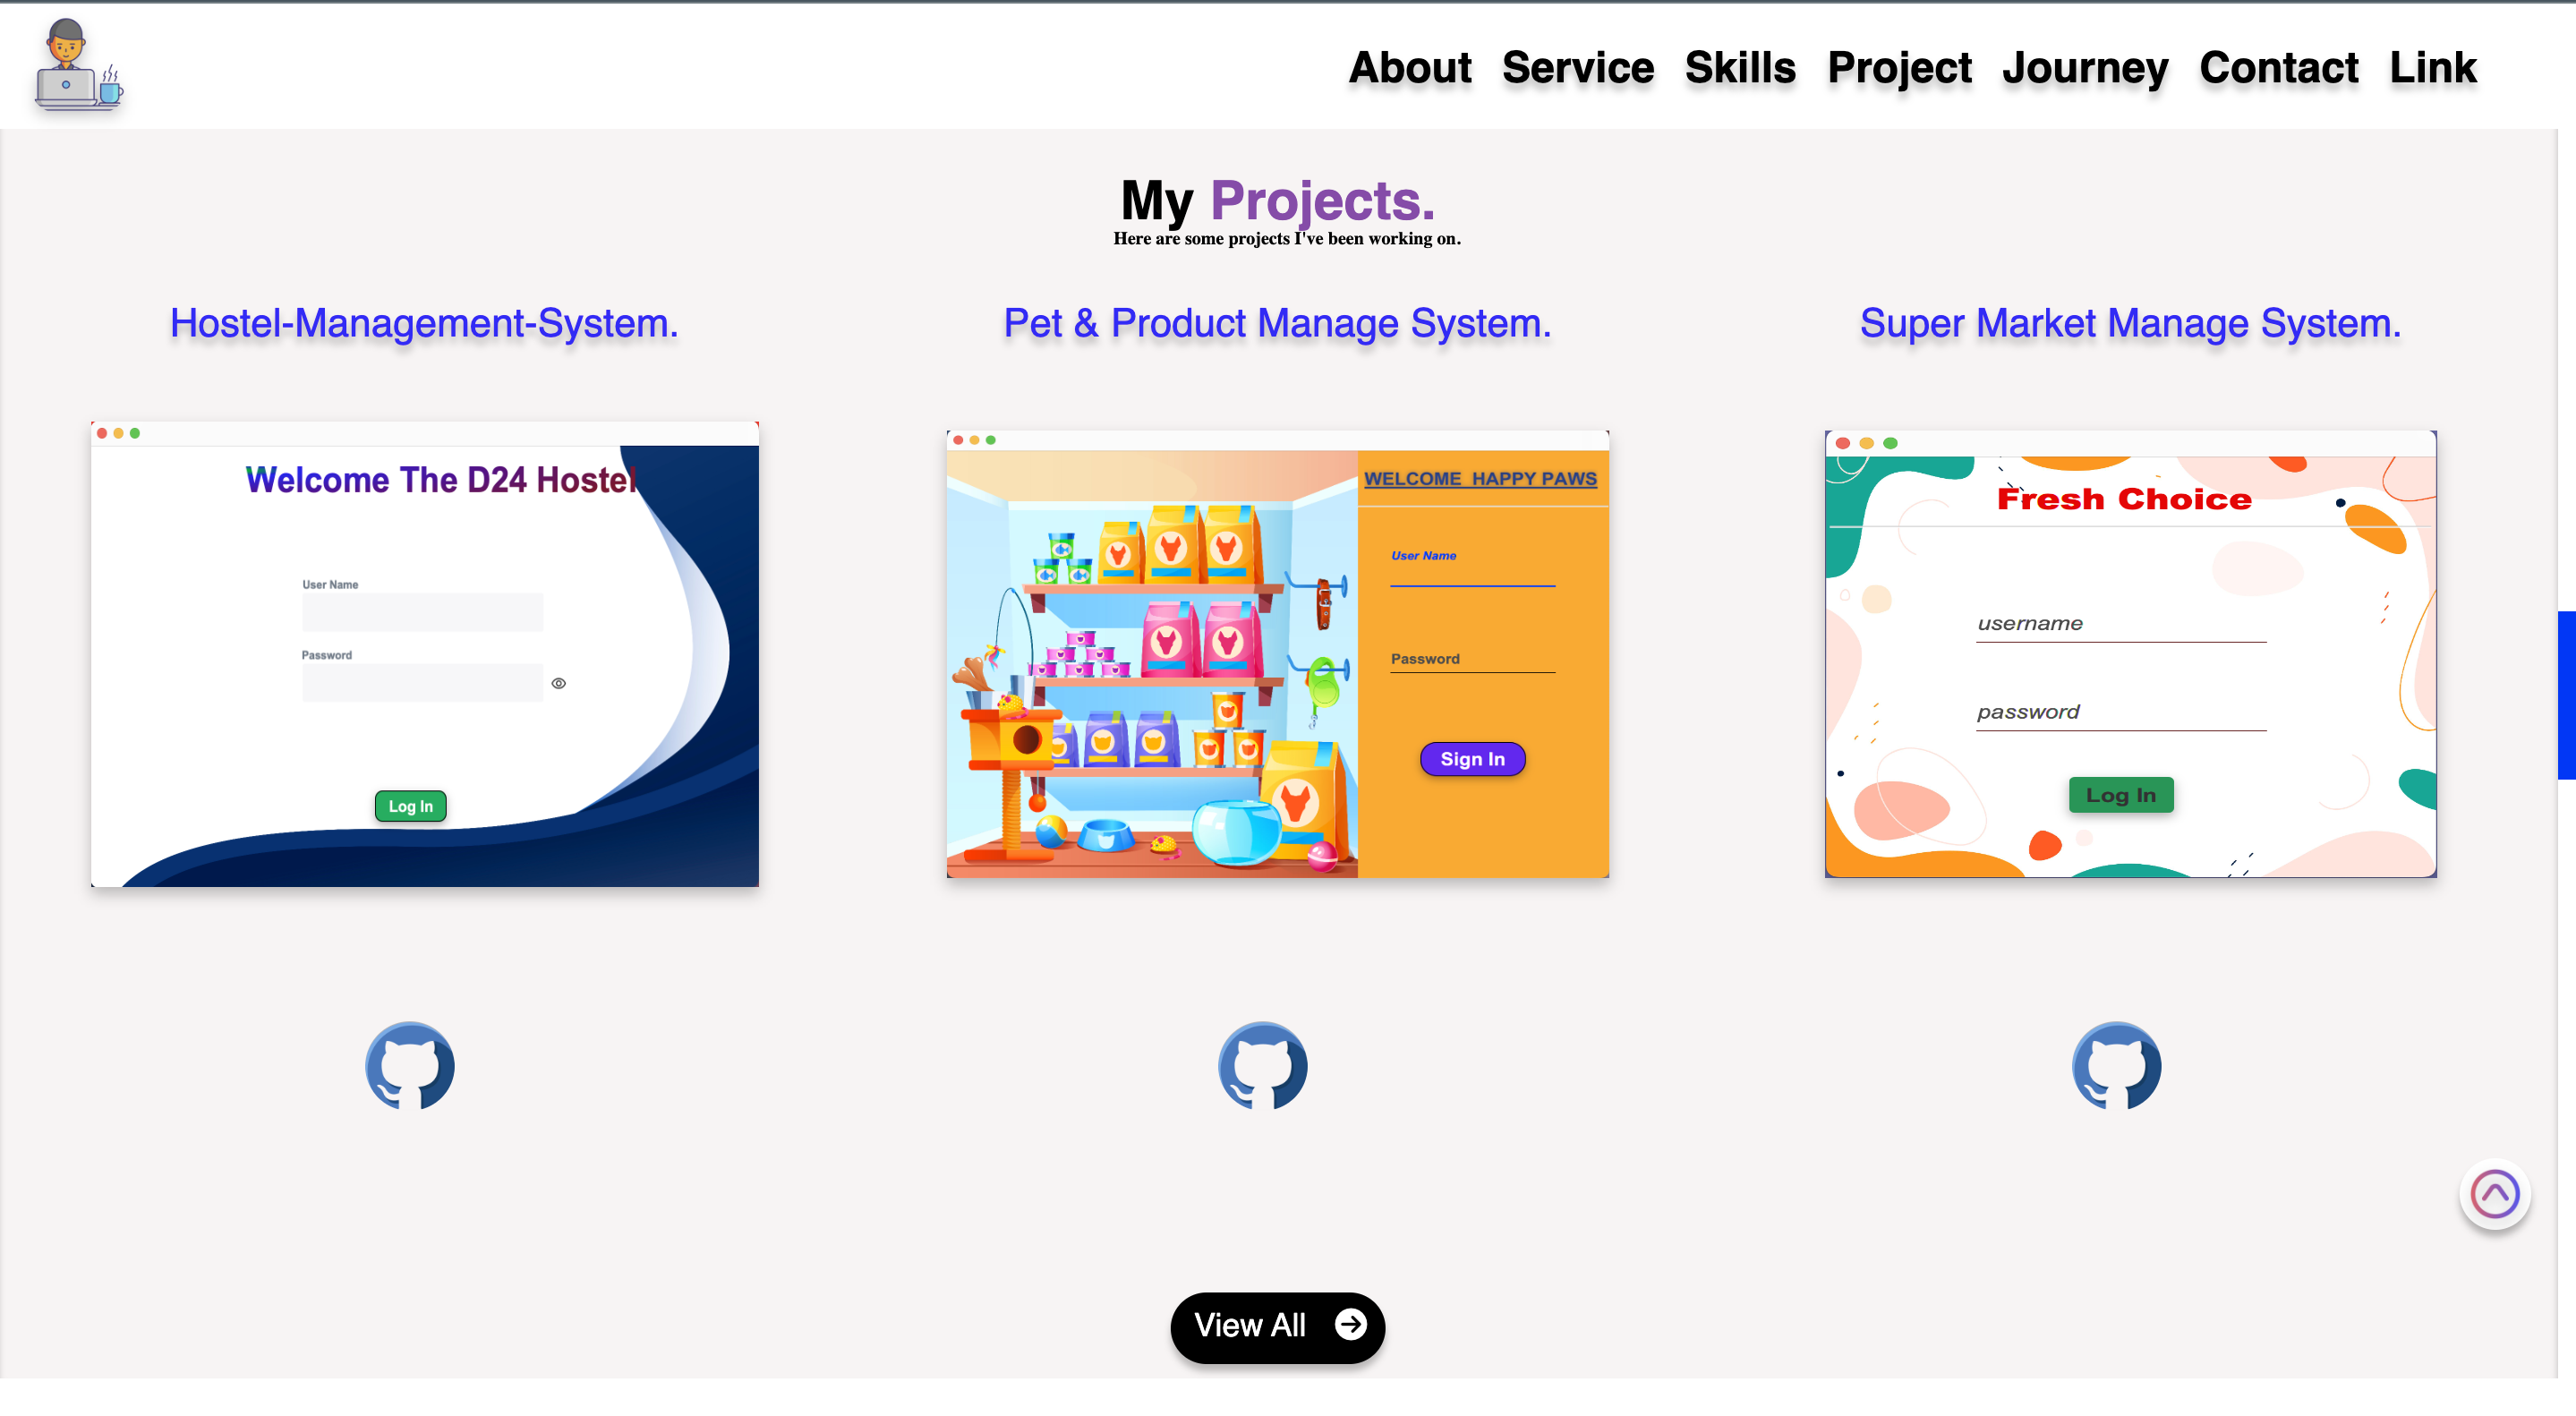 About Service Skills Project Journey Contact Link
My Projects.
Here are some projects I've been working on.
Hostel-Management-System.
Pet & Product Manage System.
Super Market Manage System.
Welcome The D24 Hostel
User Name
Password
Log In
WELCOME HAPPY PAWS
User Name
Password
Sign In
Fresh Choice
username
password
Log In
View All